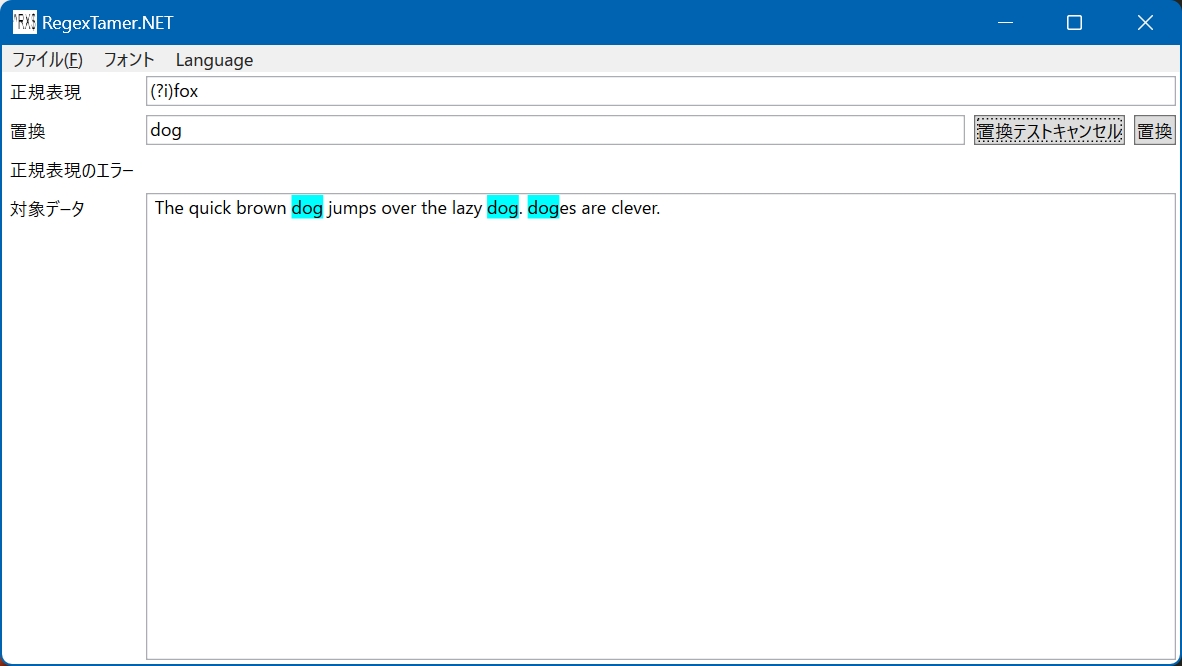 ^RX$ RegexTamer.NET
ファイル(F) フォント Language
正規表現 (?i)fox
置換 dog 置換テストキャンセル 置換
正規表現のエラー
対象データ The quick brown dog jumps over the lazy dog. doges are clever.